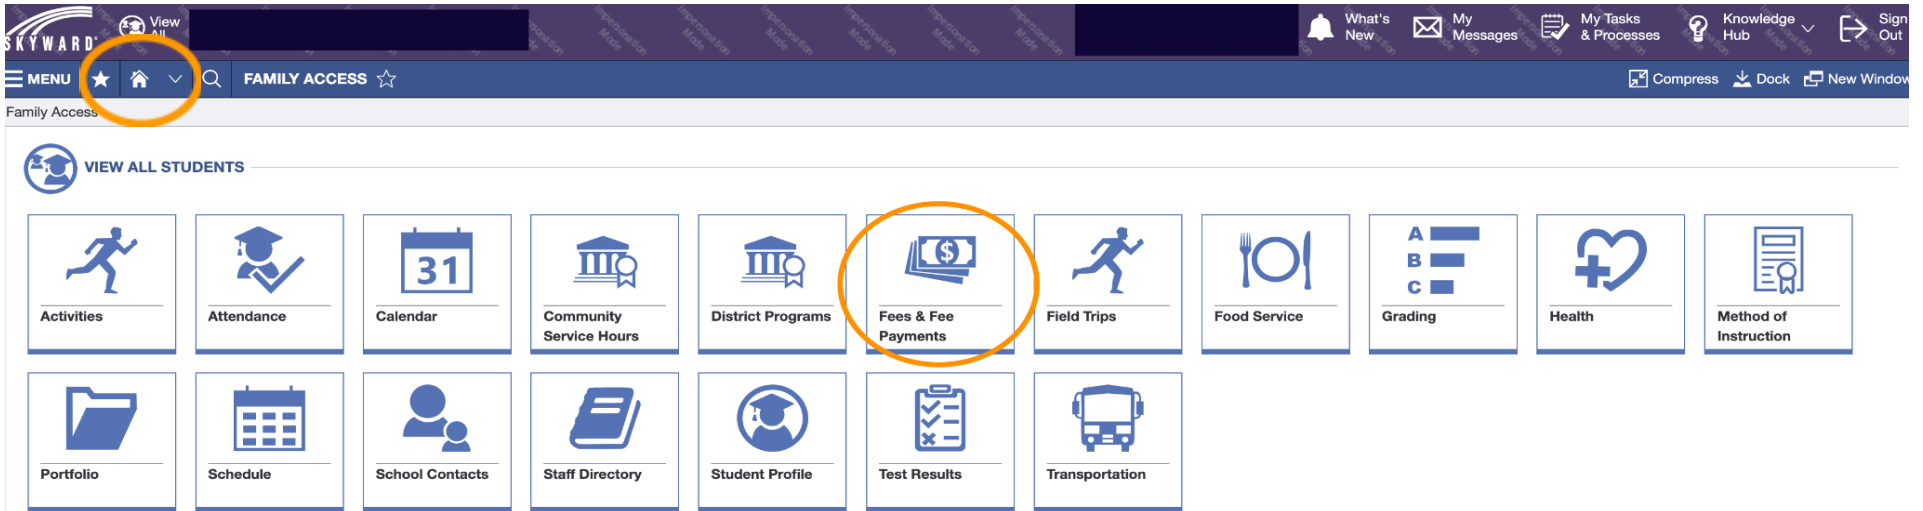 SKYWARD
View
All
What's
New
My
Messages
My Tasks
& Processes
Knowledge
Hub
Sign
Out
Impersonation Mode
MENU
FAMILY ACCESS
Compress
Dock
New Window
Family Access
VIEW ALL STUDENTS
Activities
Attendance
31
Calendar
Community
Service Hours
District Programs
$
Fees & Fee
Payments
Field Trips
Food Service
A
B
C
Grading
Health
Method of
Instruction
Portfolio
Schedule
School Contacts
Staff Directory
Student Profile
Test Results
Transportation